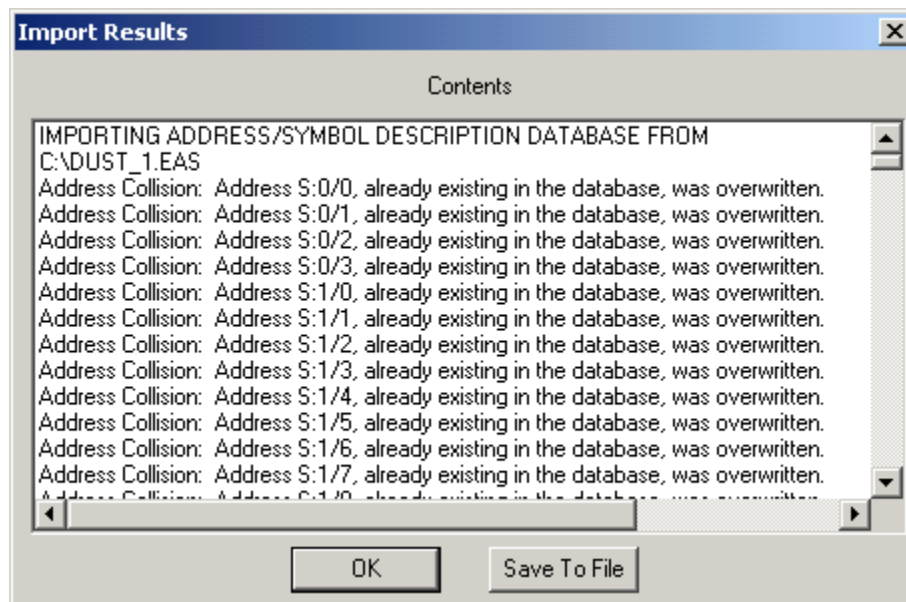 Import Results
Contents
IMPORTING ADDRESS/SYMBOL DESCRIPTION DATABASE FROM
C:\DUST_1.EAS
Address Collision:  Address S:0/0, already existing in the database, was overwritten.
Address Collision:  Address S:0/1, already existing in the database, was overwritten.
Address Collision:  Address S:0/2, already existing in the database, was overwritten.
Address Collision:  Address S:0/3, already existing in the database, was overwritten.
Address Collision:  Address S:1/0, already existing in the database, was overwritten.
Address Collision:  Address S:1/1, already existing in the database, was overwritten.
Address Collision:  Address S:1/2, already existing in the database, was overwritten.
Address Collision:  Address S:1/3, already existing in the database, was overwritten.
Address Collision:  Address S:1/4, already existing in the database, was overwritten.
Address Collision:  Address S:1/5, already existing in the database, was overwritten.
Address Collision:  Address S:1/6, already existing in the database, was overwritten.
Address Collision:  Address S:1/7, already existing in the database, was overwritten.
OK
Save To File